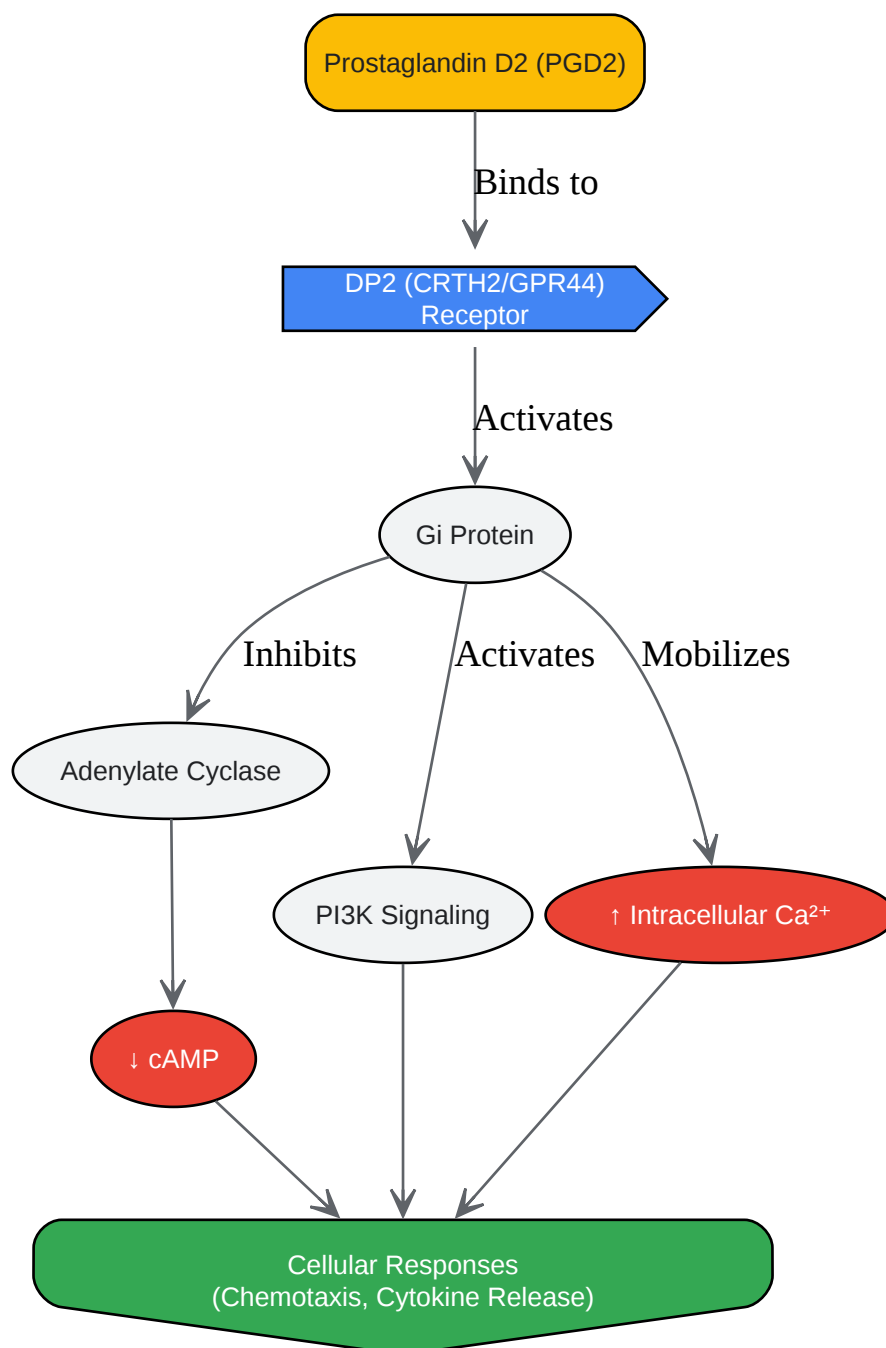 Prostaglandin D2 (PGD2)
Binds to
DP2 (CRTH2/GPR44)
Receptor
Activates
Gi Protein
Inhibits
Activates
Mobilizes
Adenylate Cyclase
PI3K Signaling
↑ Intracellular Ca²⁺
↓ cAMP
Cellular Responses
(Chemotaxis, Cytokine Release)